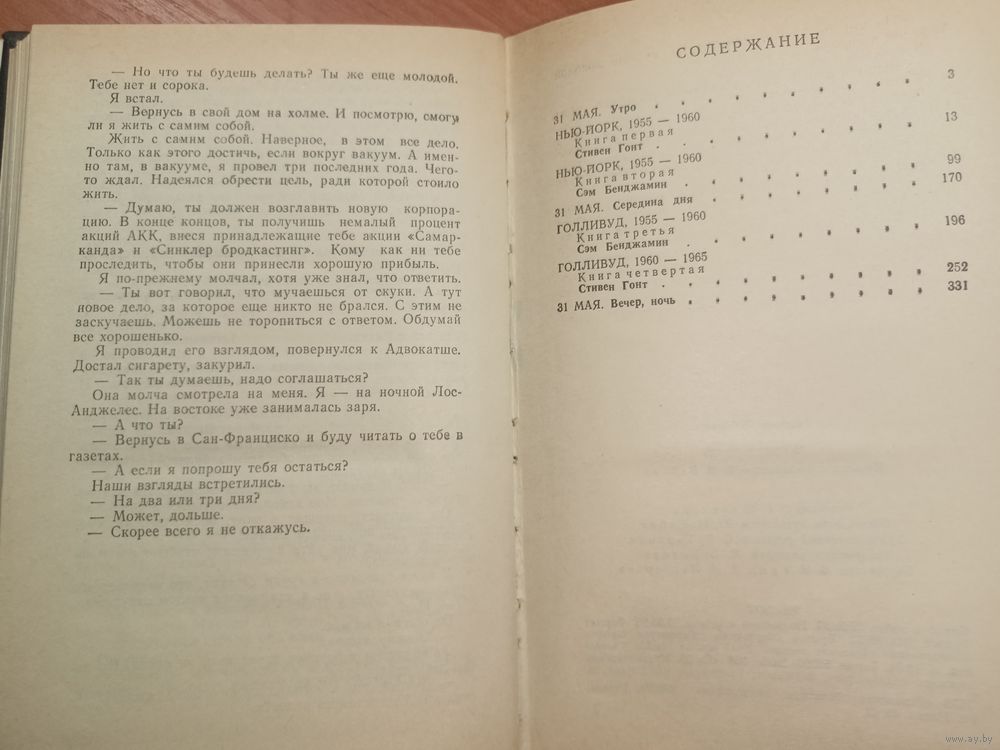 — Но что ты будешь делать? Ты же еще молодой.
Тебе нет и сорока.
Я встал.
— Вернусь в свой дом на холме. И посмотрю, смогу
ли я жить с самим собой.
Жить с самим собой. Наверное, в этом все дело.
Только как этого достичь, если вокруг вакуум. А имен-
но там, в вакууме, я провел три последних года. Чего-
то ждал. Надеялся обрести цель, ради которой стоило
жить.
— Думаю, ты должен возглавить новую корпора-
цию. В конце концов, ты получишь немалый процент
акций АКК, внеся принадлежащие тебе акции «Самар-
канда» и «Синклер бродкастинг». Кому как ни тебе
проследить, чтобы они принесли хорошую прибыль.
Я по-прежнему молчал, хотя уже знал, что ответить.
— Ты вот говорил, что мучаешься от скуки. А тут
новое дело, за которое еще никто не брался. С этим не
заскучаешь. Можешь не торопиться с ответом. Обдумай
все хорошенько.
Я проводил его взглядом, повернулся к Адвокатше.
Достал сигарету, закурил.
— Так ты думаешь, надо соглашаться?
Она молча смотрела на меня. Я — на ночной Лос-
Анджелес. На востоке уже занималась заря.
— А что ты?
— Вернусь в Сан-Франциско и буду читать о тебе в
газетах.
— А если я попрошу тебя остаться?
Наши взгляды встретились.
— На два или три дня?
— Может, дольше.
— Скорее всего я не откажусь.
СОДЕРЖАНИЕ
31 МАЯ. Утро . . . . . . . . 3
НЬЮ-ЙОРК, 1955 — 1960
Книга первая
Стивен Гонт . . . . . . . . 13
НЬЮ-ЙОРК, 1955 — 1960
Книга вторая
Сэм Бенджамин . . . . . . . 99
31 МАЯ. Середина дня . . . . . . 170
ГОЛЛИВУД, 1955 — 1960
Книга третья
Сэм Бенджамин . . . . . . . 196
ГОЛЛИВУД, 1960 — 1965
Книга четвертая
Стивен Гонт . . . . . . . . 252
31 МАЯ. Вечер, ночь . . . . . . . 331
www.ay.by